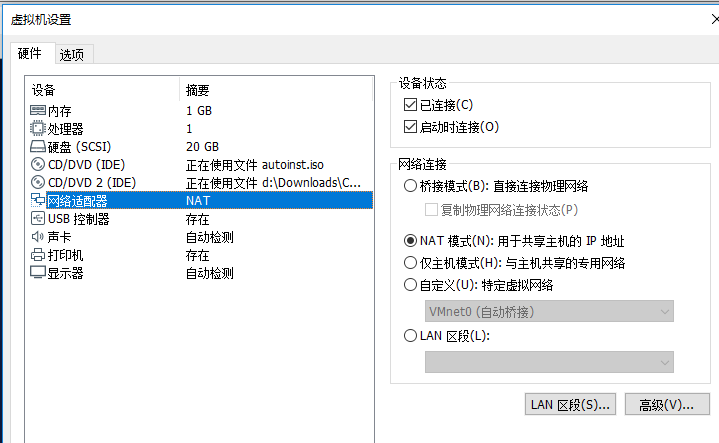 虚拟机设置
硬件 选项
设备 摘要
内存 1 GB
处理器 1
硬盘 (SCSI) 20 GB
CD/DVD (IDE) 正在使用文件 autoinst.iso
CD/DVD 2 (IDE) 正在使用文件 d:\Downloads\C...
网络适配器 NAT
USB 控制器 存在
声卡 自动检测
打印机 存在
显示器 自动检测
设备状态
已连接(C)
启动时连接(O)
网络连接
桥接模式(B): 直接连接物理网络
复制物理网络连接状态(P)
NAT 模式(N): 用于共享主机的 IP 地址
仅主机模式(H): 与主机共享的专用网络
自定义(U): 特定虚拟网络
VMnet0 (自动桥接)
LAN 区段(L):
LAN 区段(S)... 高级(V)...